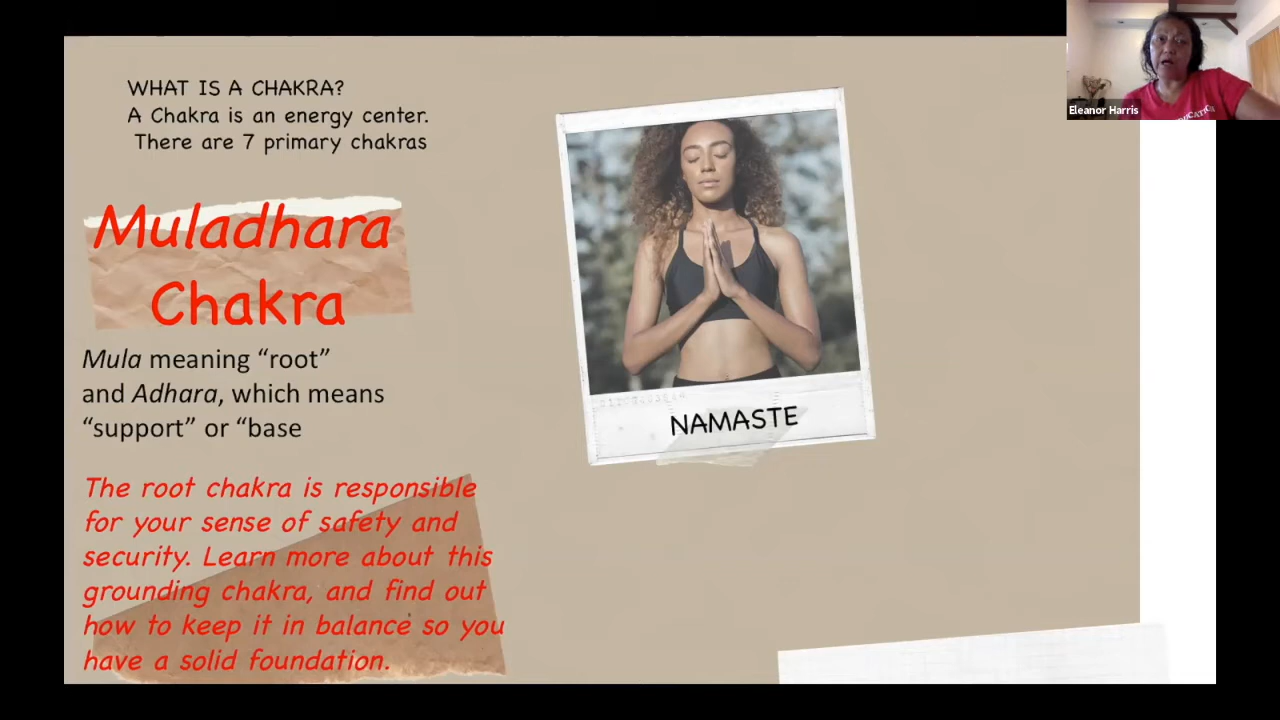 WHAT IS A CHAKRA?
A Chakra is an energy center.
There are 7 primary chakras
Muladhara
Chakra
Mula meaning “root”
and Adhara, which means
“support” or “base
The root chakra is responsible
for your sense of safety and
security. Learn more about this
grounding chakra, and find out
how to keep it in balance so you
have a solid foundation.
NAMASTE
Eleanor Harris